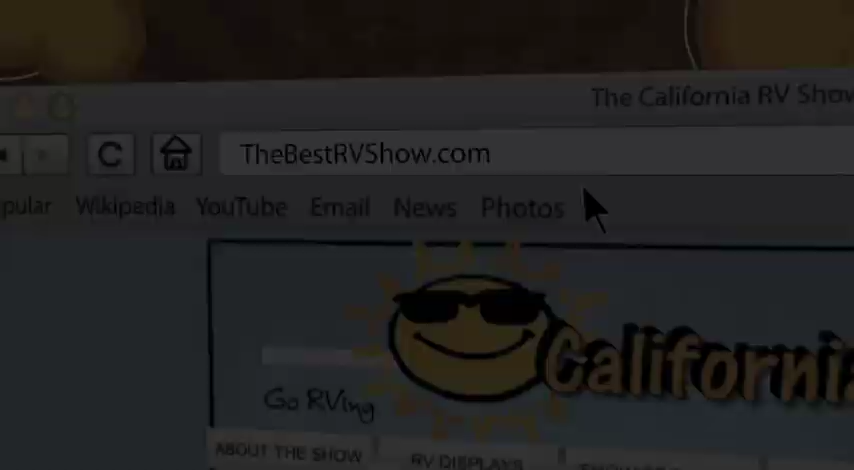 The California RV Show
C
TheBestRVShow.com
pular Wikipedia YouTube Email News Photos
California
Go RVing
ABOUT THE SHOW RV DISPLAYS